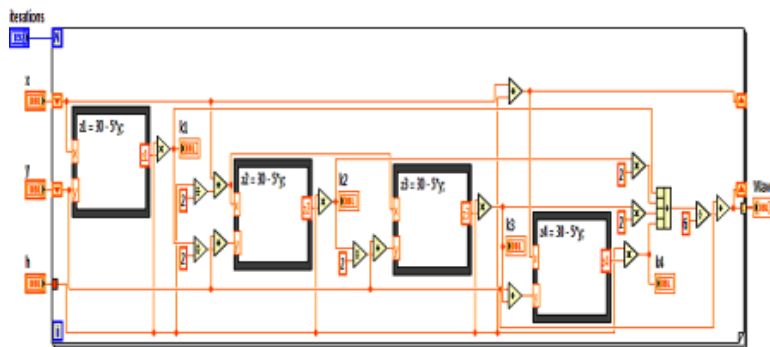 iterations
N
x
z1 = 30 - 5*y;
k1
y
z2 = 30 - 5*y;
k2
z3 = 30 - 5*y;
2
2
2
2
2
6
k3
z4 = 30 - 5*y;
k4
h
i